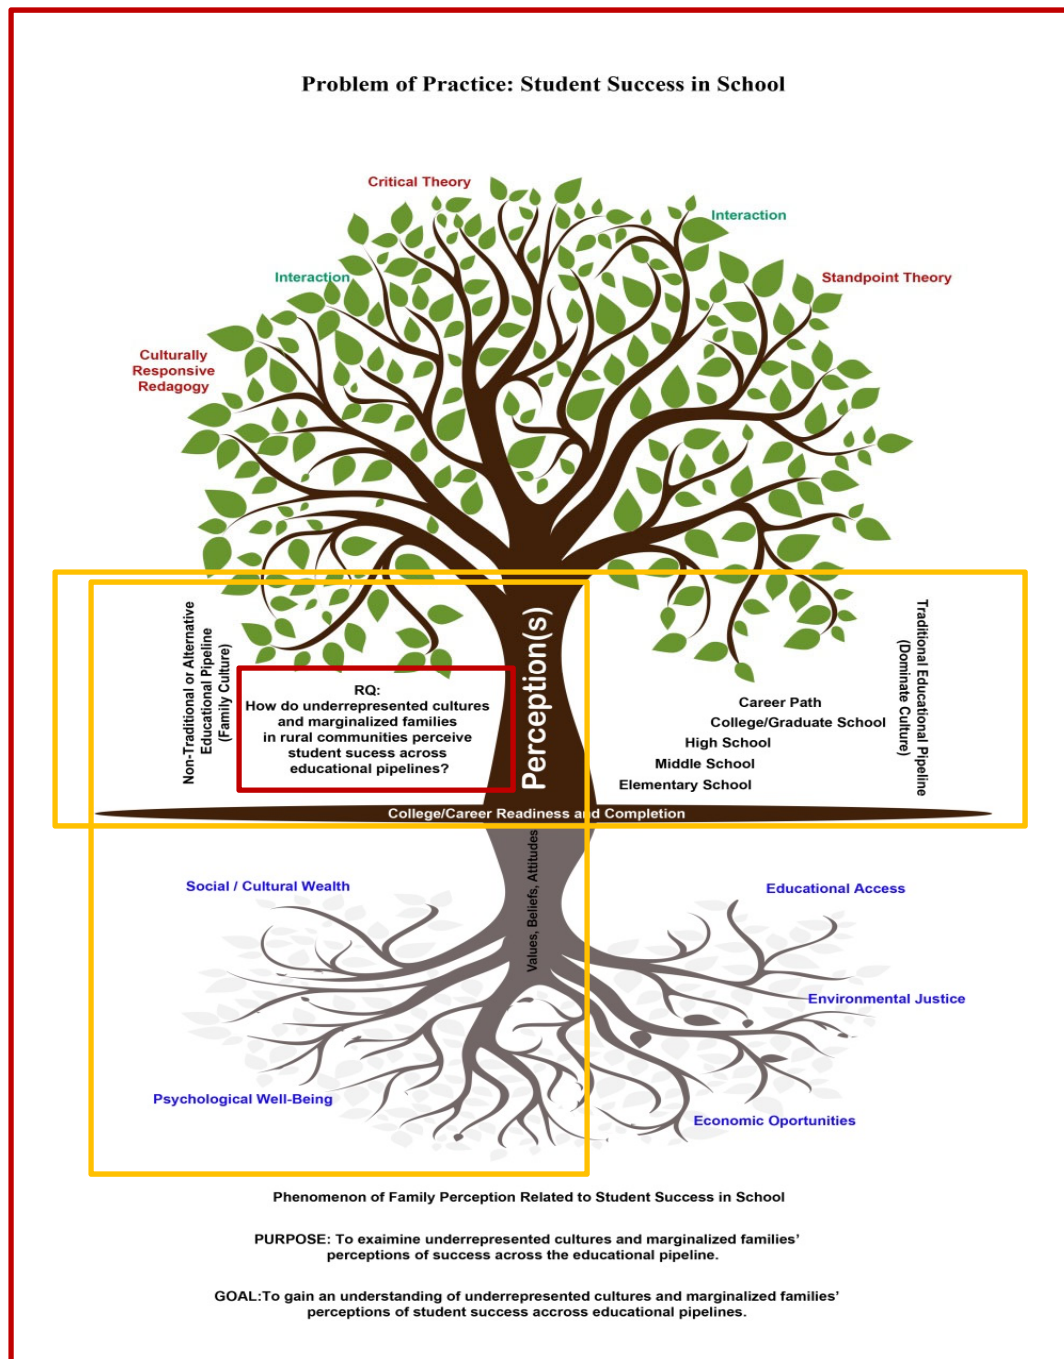 Problem of Practice: Student Success in School
Critical Theory
Interaction
Interaction
Standpoint Theory
Culturally
Responsive
Redagogy
Non-Traditional or Alternative
Educational Pipeline
(Family Culture)
RQ:
How do underrepresented cultures
and marginalized families
in rural communities perceive
student sucess across
educational pipelines?
Perception(s)
Career Path
College/Graduate School
High School
Middle School
Elementary School
Traditional Educational Pipeline
(Dominate Culture)
College/Career Readiness and Completion
Values, Beliefs, Attitudes
Social / Cultural Wealth
Educational Access
Environmental Justice
Psychological Well-Being
Economic Oportunities
Phenomenon of Family Perception Related to Student Success in School
PURPOSE: To exaimine underrepresented cultures and marginalized families'
perceptions of success across the educational pipeline.
GOAL:To gain an understanding of underrepresented cultures and marginalized families'
perceptions of student success accross educational pipelines.